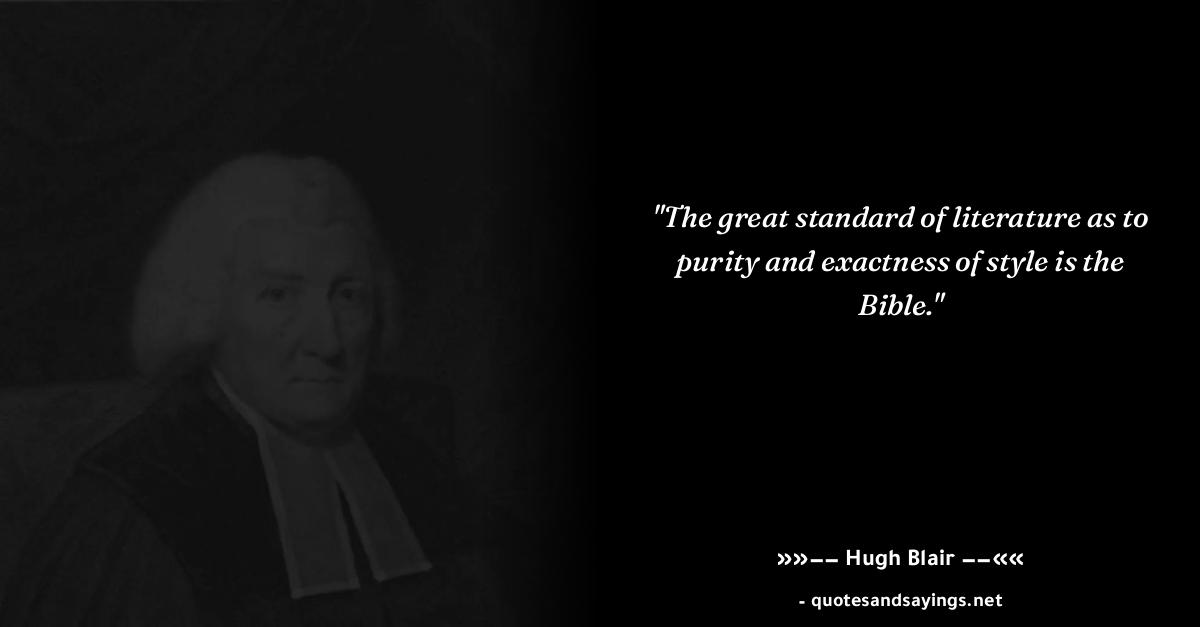 "The great standard of literature as to
purity and exactness of style is the
Bible."
»»–– Hugh Blair ––««
- quotesandsayings.net